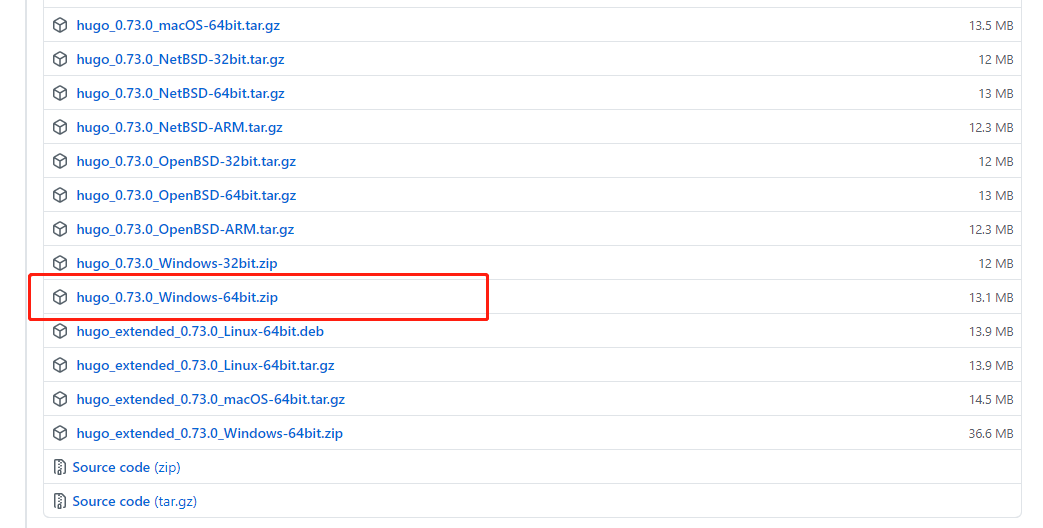 hugo_0.73.0_macOS-64bit.tar.gz 13.5 MB
hugo_0.73.0_NetBSD-32bit.tar.gz 12 MB
hugo_0.73.0_NetBSD-64bit.tar.gz 13 MB
hugo_0.73.0_NetBSD-ARM.tar.gz 12.3 MB
hugo_0.73.0_OpenBSD-32bit.tar.gz 12 MB
hugo_0.73.0_OpenBSD-64bit.tar.gz 13 MB
hugo_0.73.0_OpenBSD-ARM.tar.gz 12.3 MB
hugo_0.73.0_Windows-32bit.zip 12 MB
hugo_0.73.0_Windows-64bit.zip 13.1 MB
hugo_extended_0.73.0_Linux-64bit.deb 13.9 MB
hugo_extended_0.73.0_Linux-64bit.tar.gz 13.9 MB
hugo_extended_0.73.0_macOS-64bit.tar.gz 14.5 MB
hugo_extended_0.73.0_Windows-64bit.zip 36.6 MB
Source code (zip)
Source code (tar.gz)